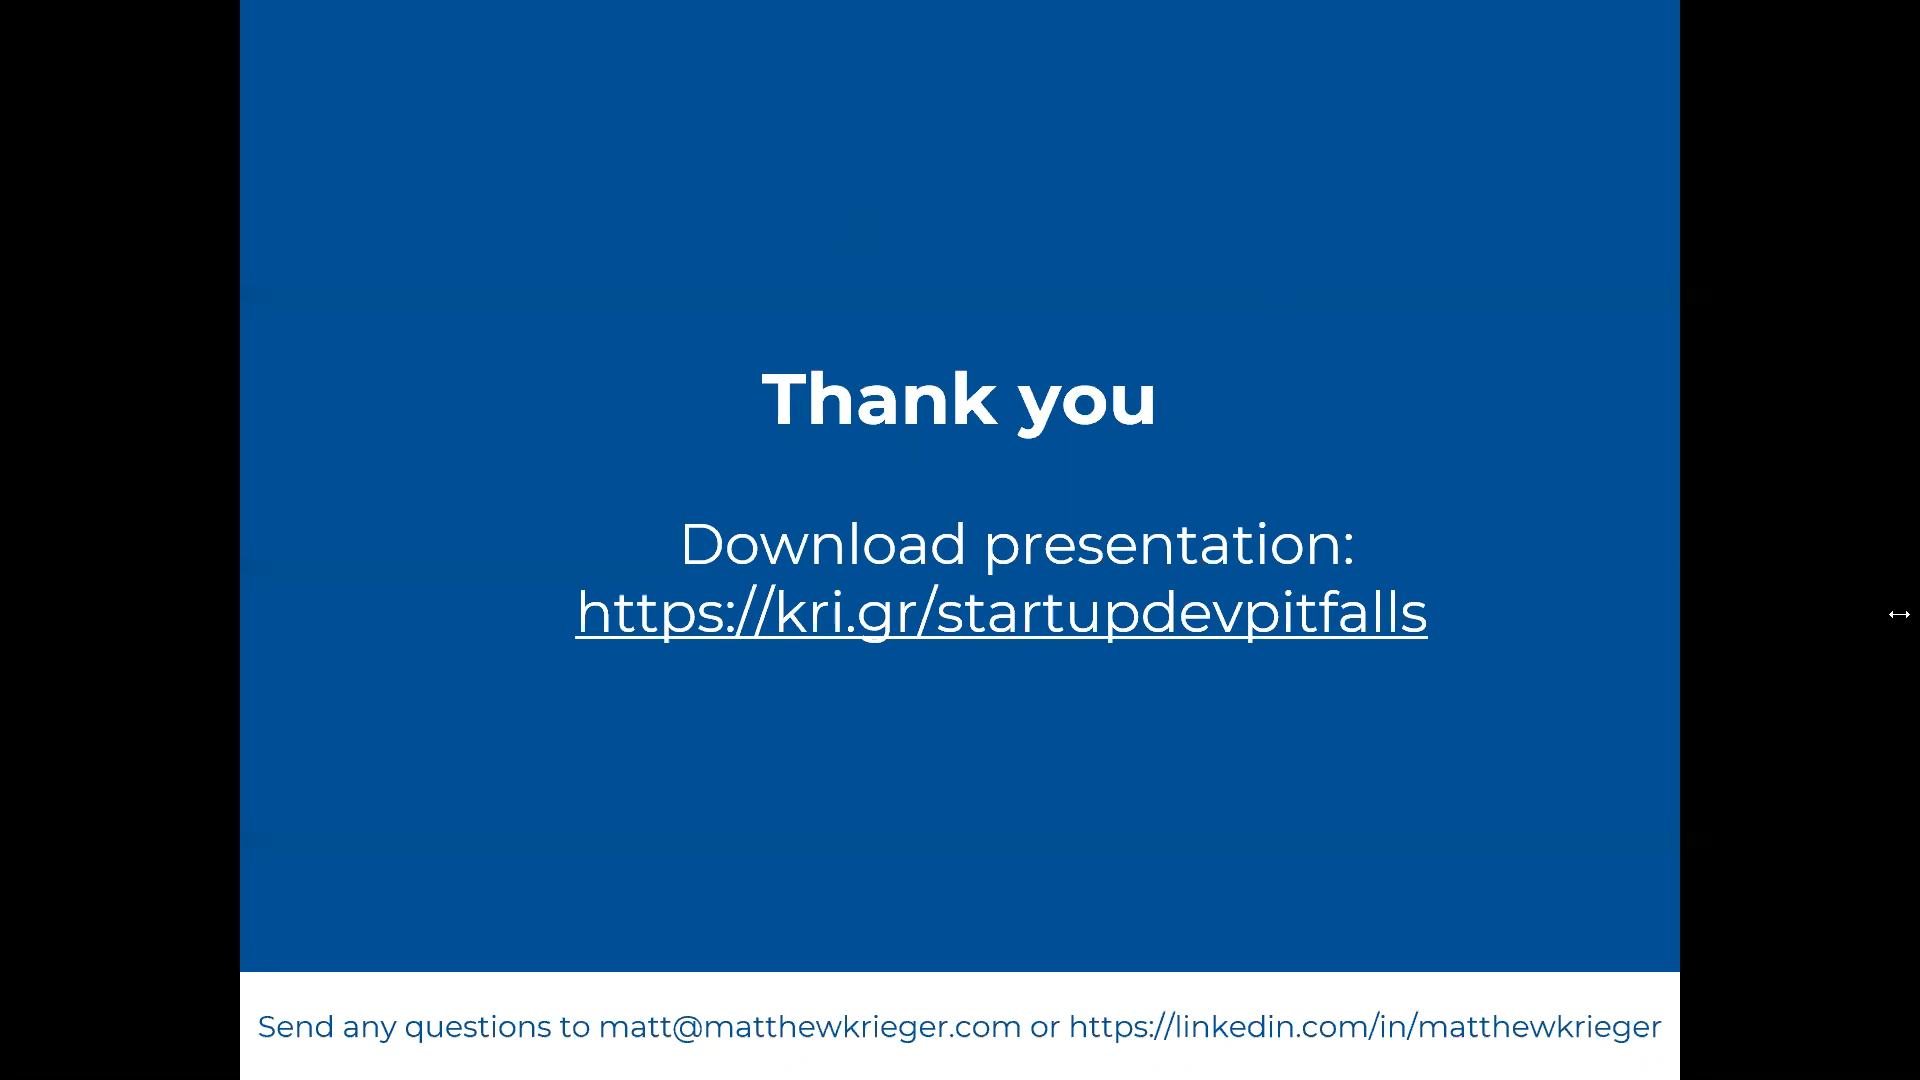 Thank you
Download presentation:
https://kri.gr/startupdevpitfalls
Send any questions to matt@matthewkrieger.com or https://linkedin.com/in/matthewkrieger